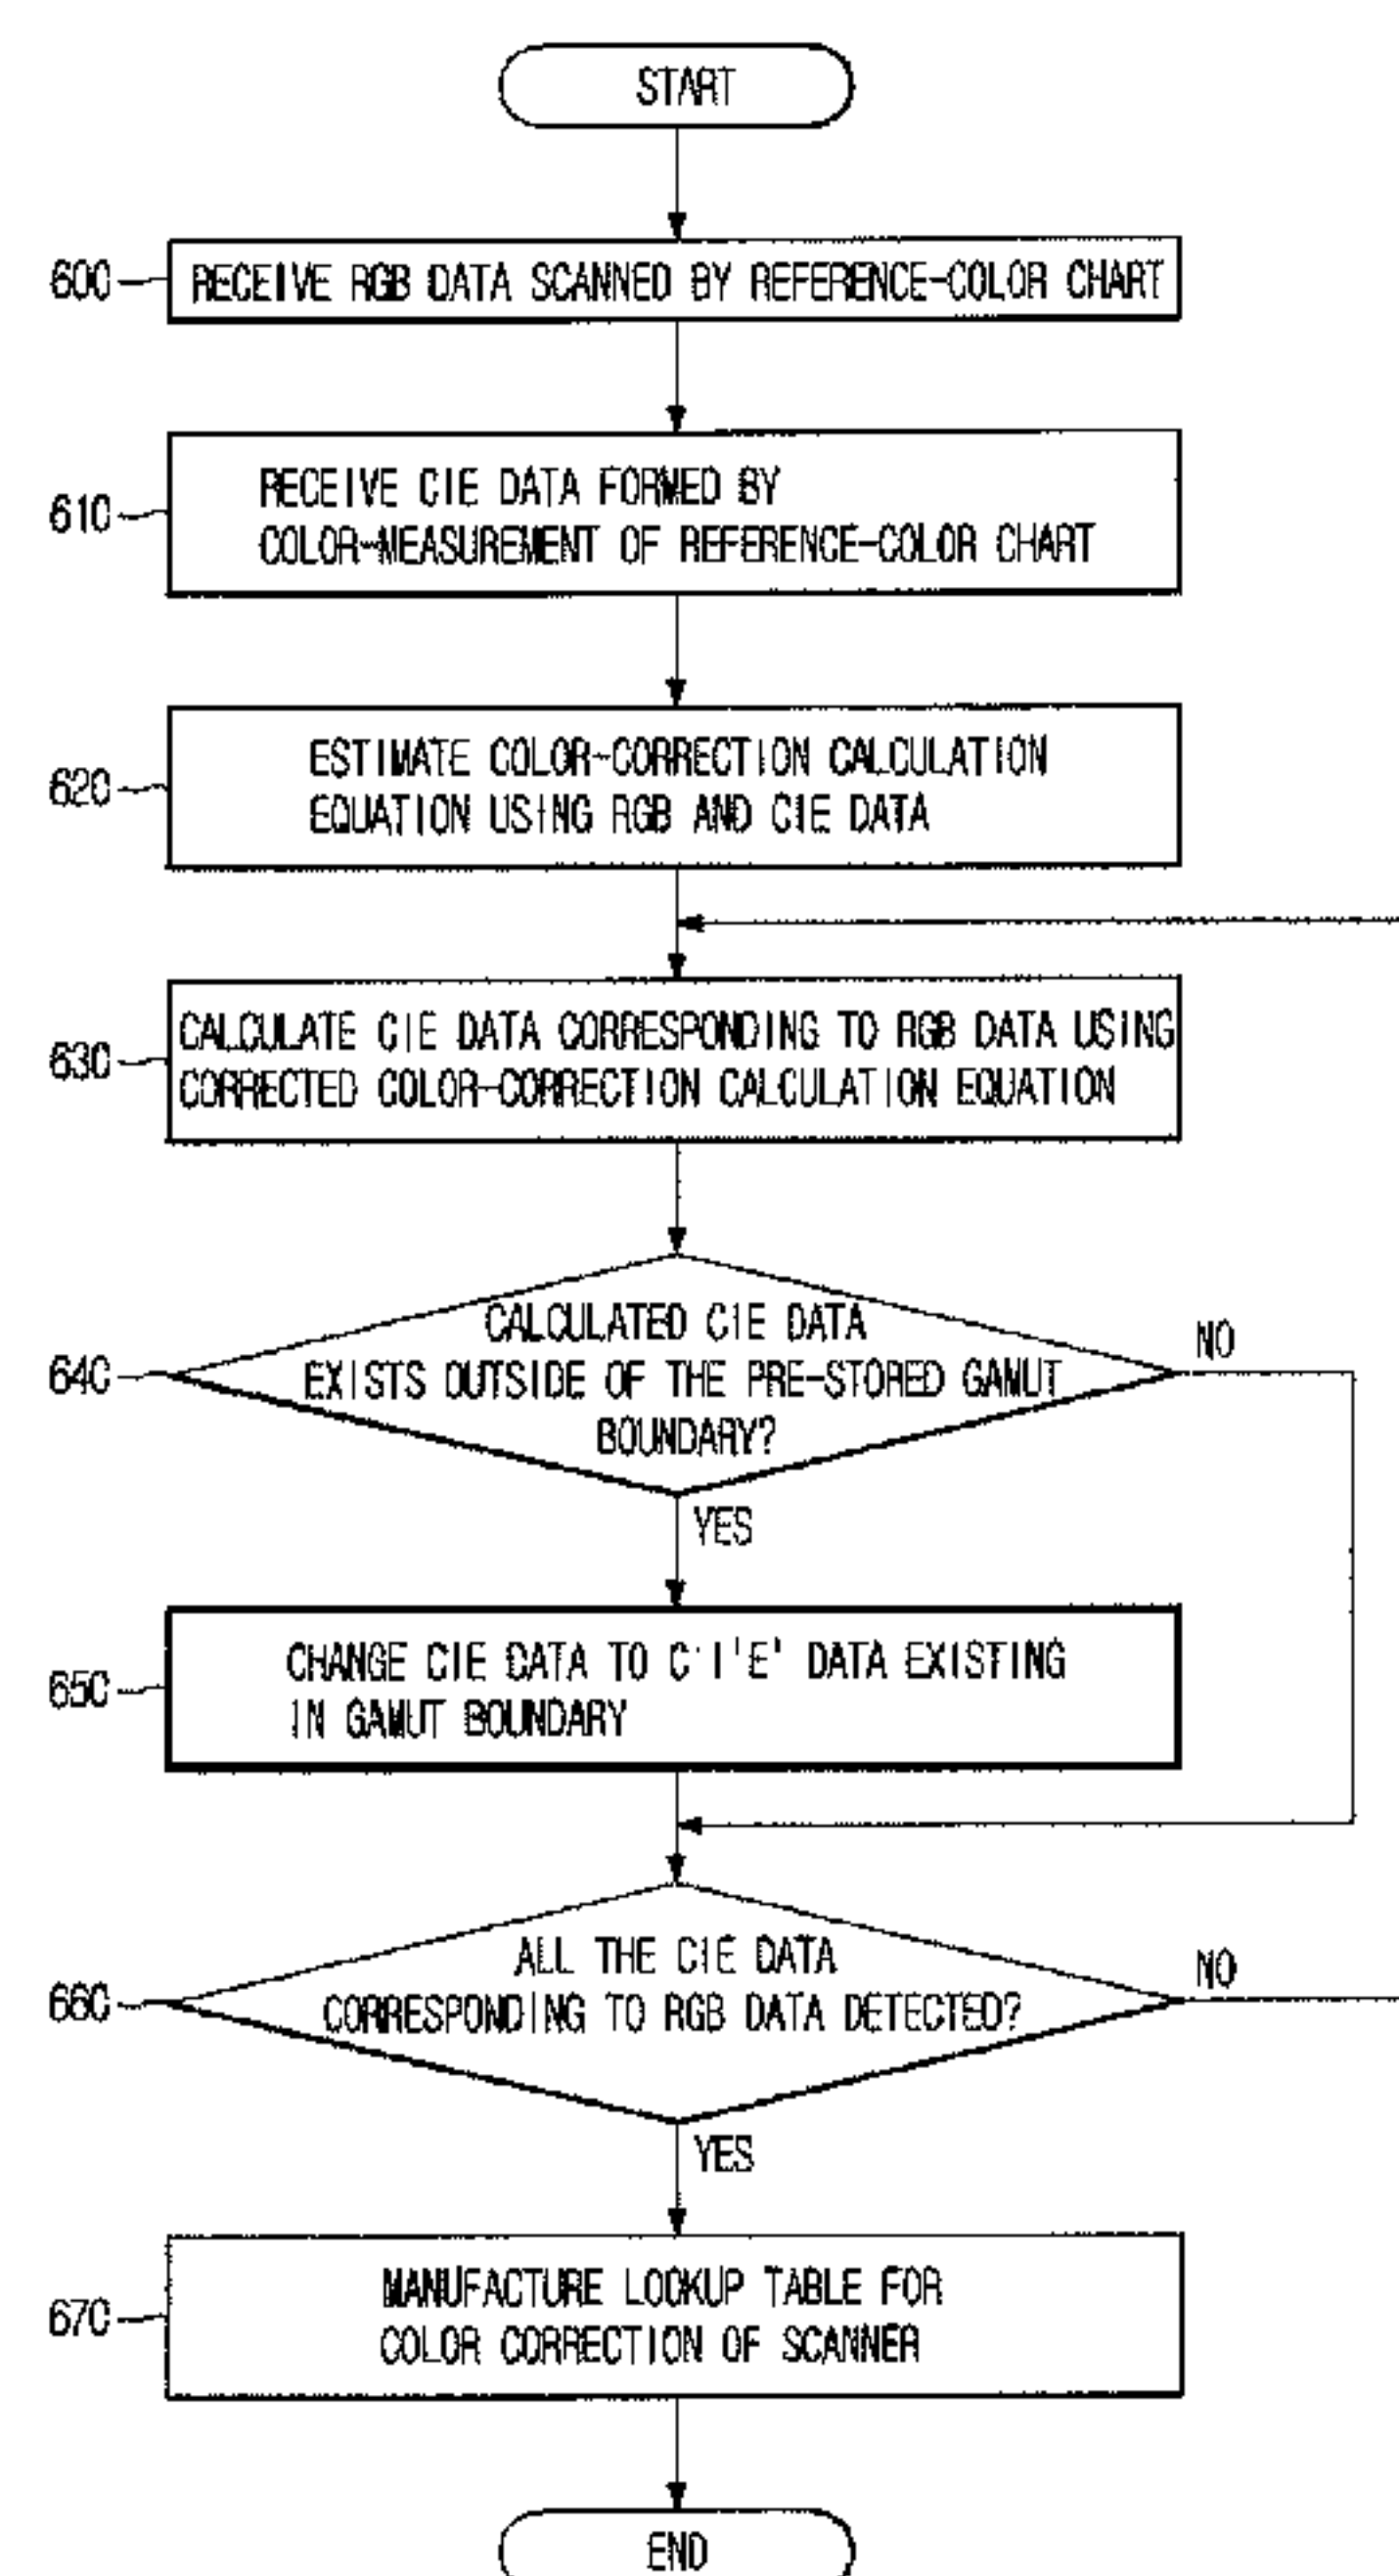 START
600
RECEIVE RGB DATA SCANNED BY REFERENCE-COLOR CHART
610
RECEIVE CIE DATA FORMED BY
COLOR-MEASUREMENT OF REFERENCE-COLOR CHART
620
ESTIMATE COLOR-CORRECTION CALCULATION
EQUATION USING RGB AND CIE DATA
630
CALCULATE CIE DATA CORRESPONDING TO RGB DATA USING
CORRECTED COLOR-CORRECTION CALCULATION EQUATION
640
CALCULATED CIE DATA
EXISTS OUTSIDE OF THE PRE-STORED GAMUT
BOUNDARY?
NO
YES
650
CHANGE CIE DATA TO C'I'E' DATA EXISTING
IN GAMUT BOUNDARY
660
ALL THE CIE DATA
CORRESPONDING TO RGB DATA DETECTED?
NO
YES
670
MANUFACTURE LOOKUP TABLE FOR
COLOR CORRECTION OF SCANNER
END